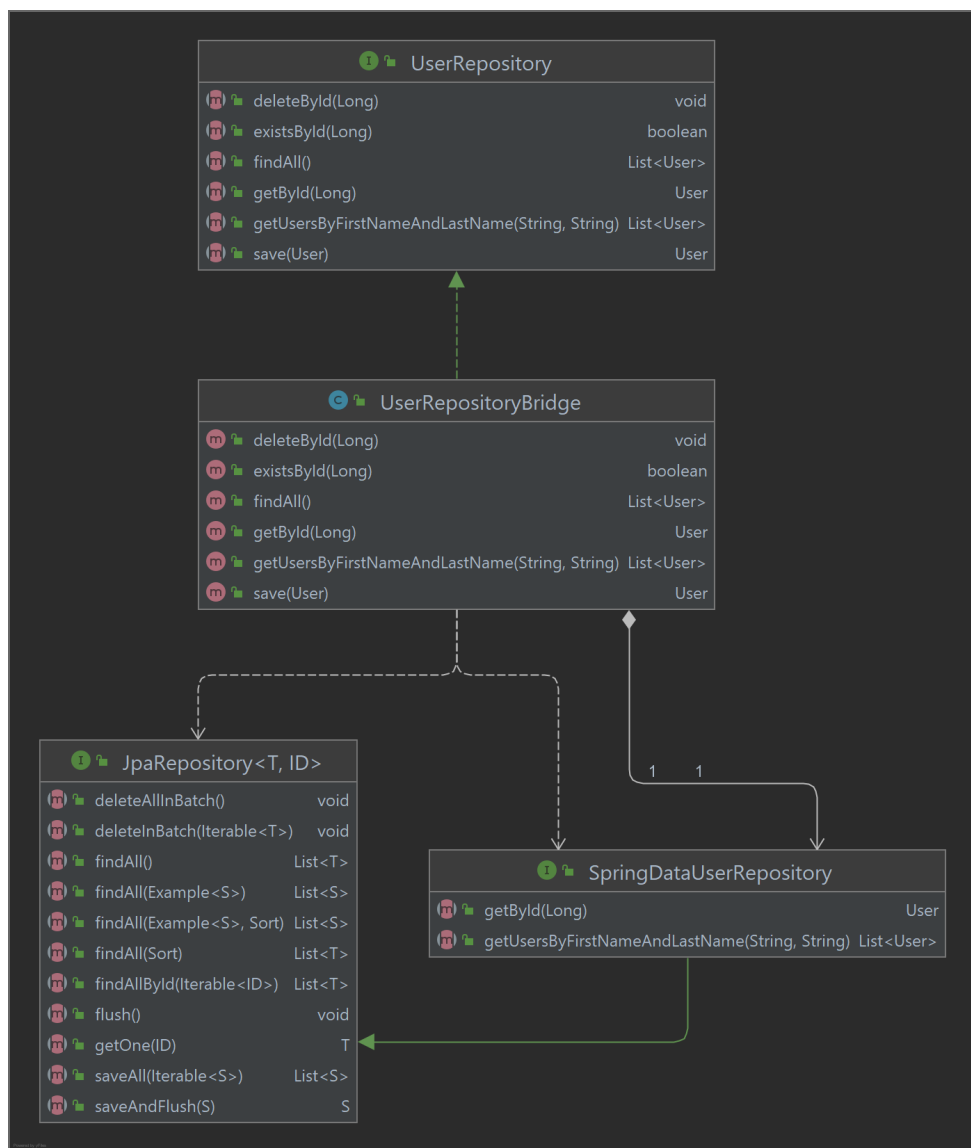 UserRepository
deleteById(Long) void
existsById(Long) boolean
findAll() List<User>
getById(Long) User
getUsersByFirstNameAndLastName(String, String) List<User>
save(User) User
UserRepositoryBridge
deleteById(Long) void
existsById(Long) boolean
findAll() List<User>
getById(Long) User
getUsersByFirstNameAndLastName(String, String) List<User>
save(User) User
1 1
JpaRepository<T, ID>
deleteAllInBatch() void
deleteInBatch(Iterable<T>) void
findAll() List<T>
findAll(Example<S>) List<S>
findAll(Example<S>, Sort) List<S>
findAll(Sort) List<T>
findAllById(Iterable<ID>) List<T>
flush() void
getOne(ID) T
saveAll(Iterable<S>) List<S>
saveAndFlush(S) S
SpringDataUserRepository
getById(Long) User
getUsersByFirstNameAndLastName(String, String) List<User>